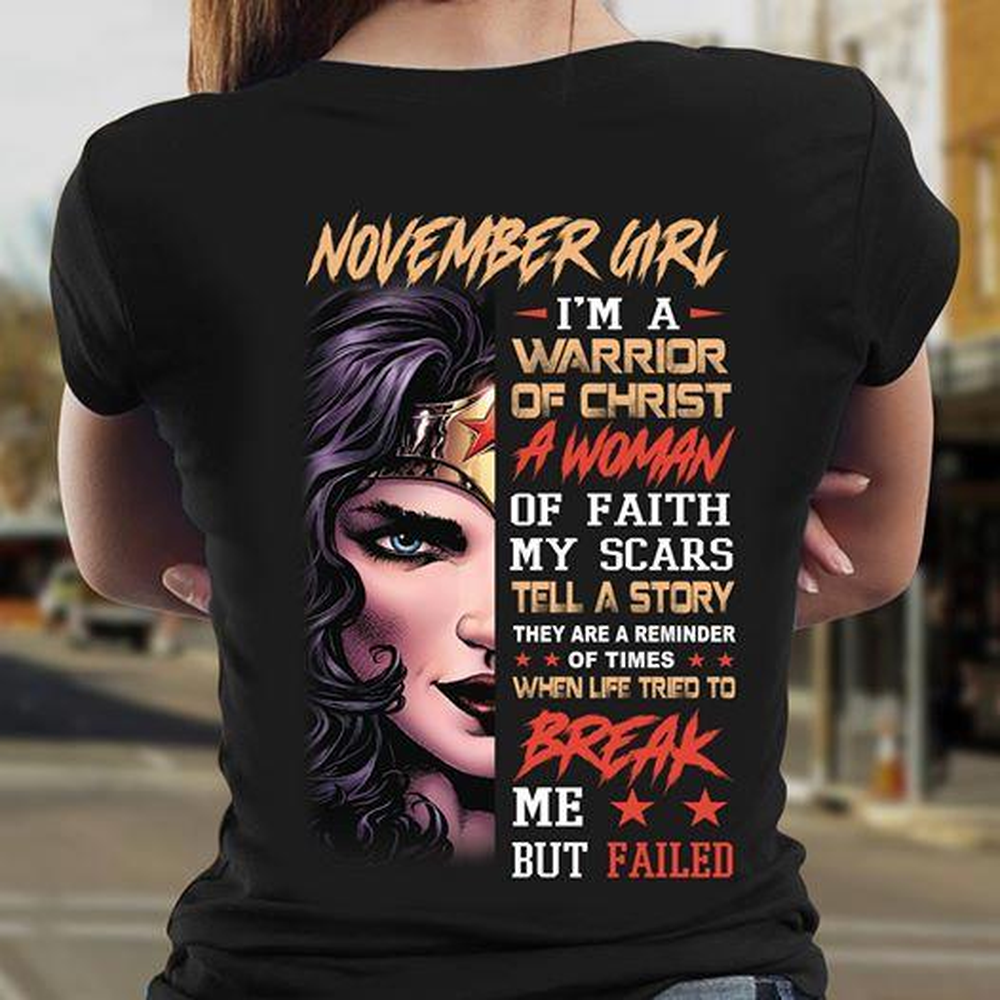 NOVEMBER GIRL
I'M A
WARRIOR
OF CHRIST
A WOMAN
OF FAITH
MY SCARS
TELL A STORY
THEY ARE A REMINDER
OF TIMES
WHEN LIFE TRIED TO
BREAK
ME
BUT FAILED